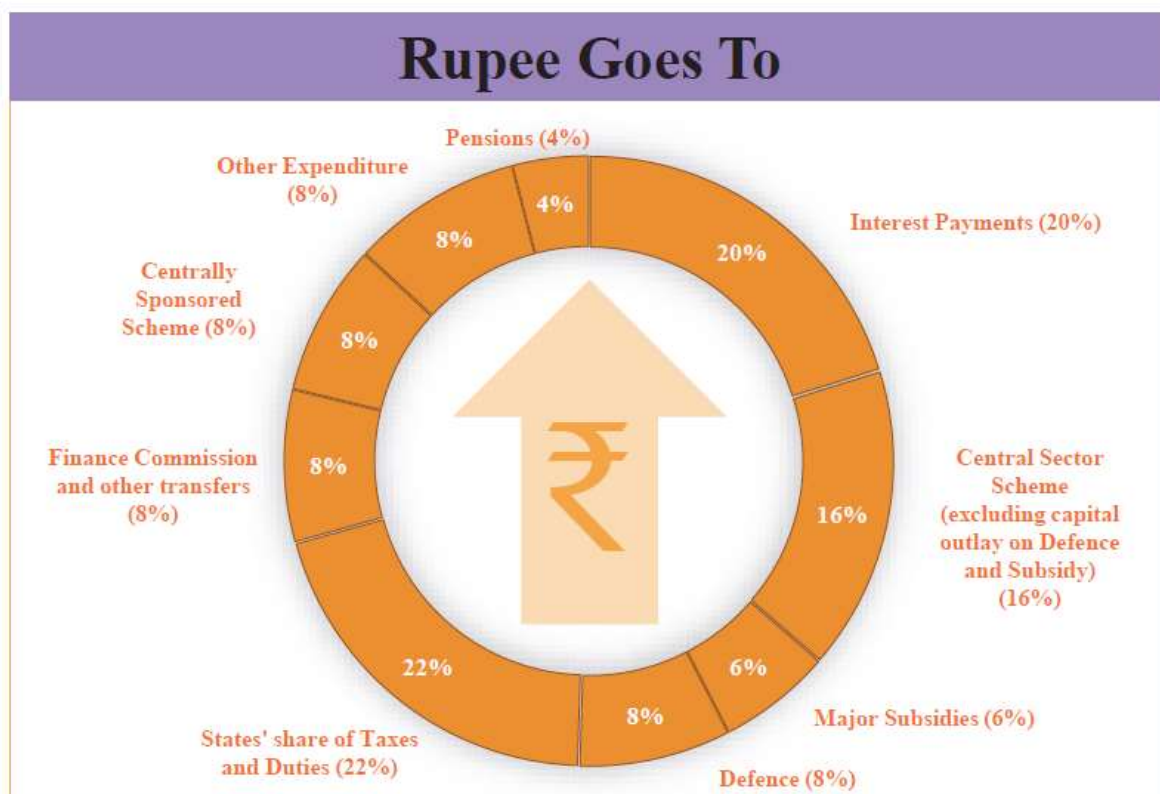 Rupee Goes To
Pensions (4%)
Other Expenditure
(8%)
4%
8%
20%
Interest Payments (20%)
Centrally
Sponsored
Scheme (8%)
8%
Finance Commission
and other transfers
(8%)
8%
₹
16%
Central Sector
Scheme
(excluding capital
outlay on Defence
and Subsidy)
(16%)
22%
6%
8%
States' share of Taxes
and Duties (22%)
Major Subsidies (6%)
Defence (8%)